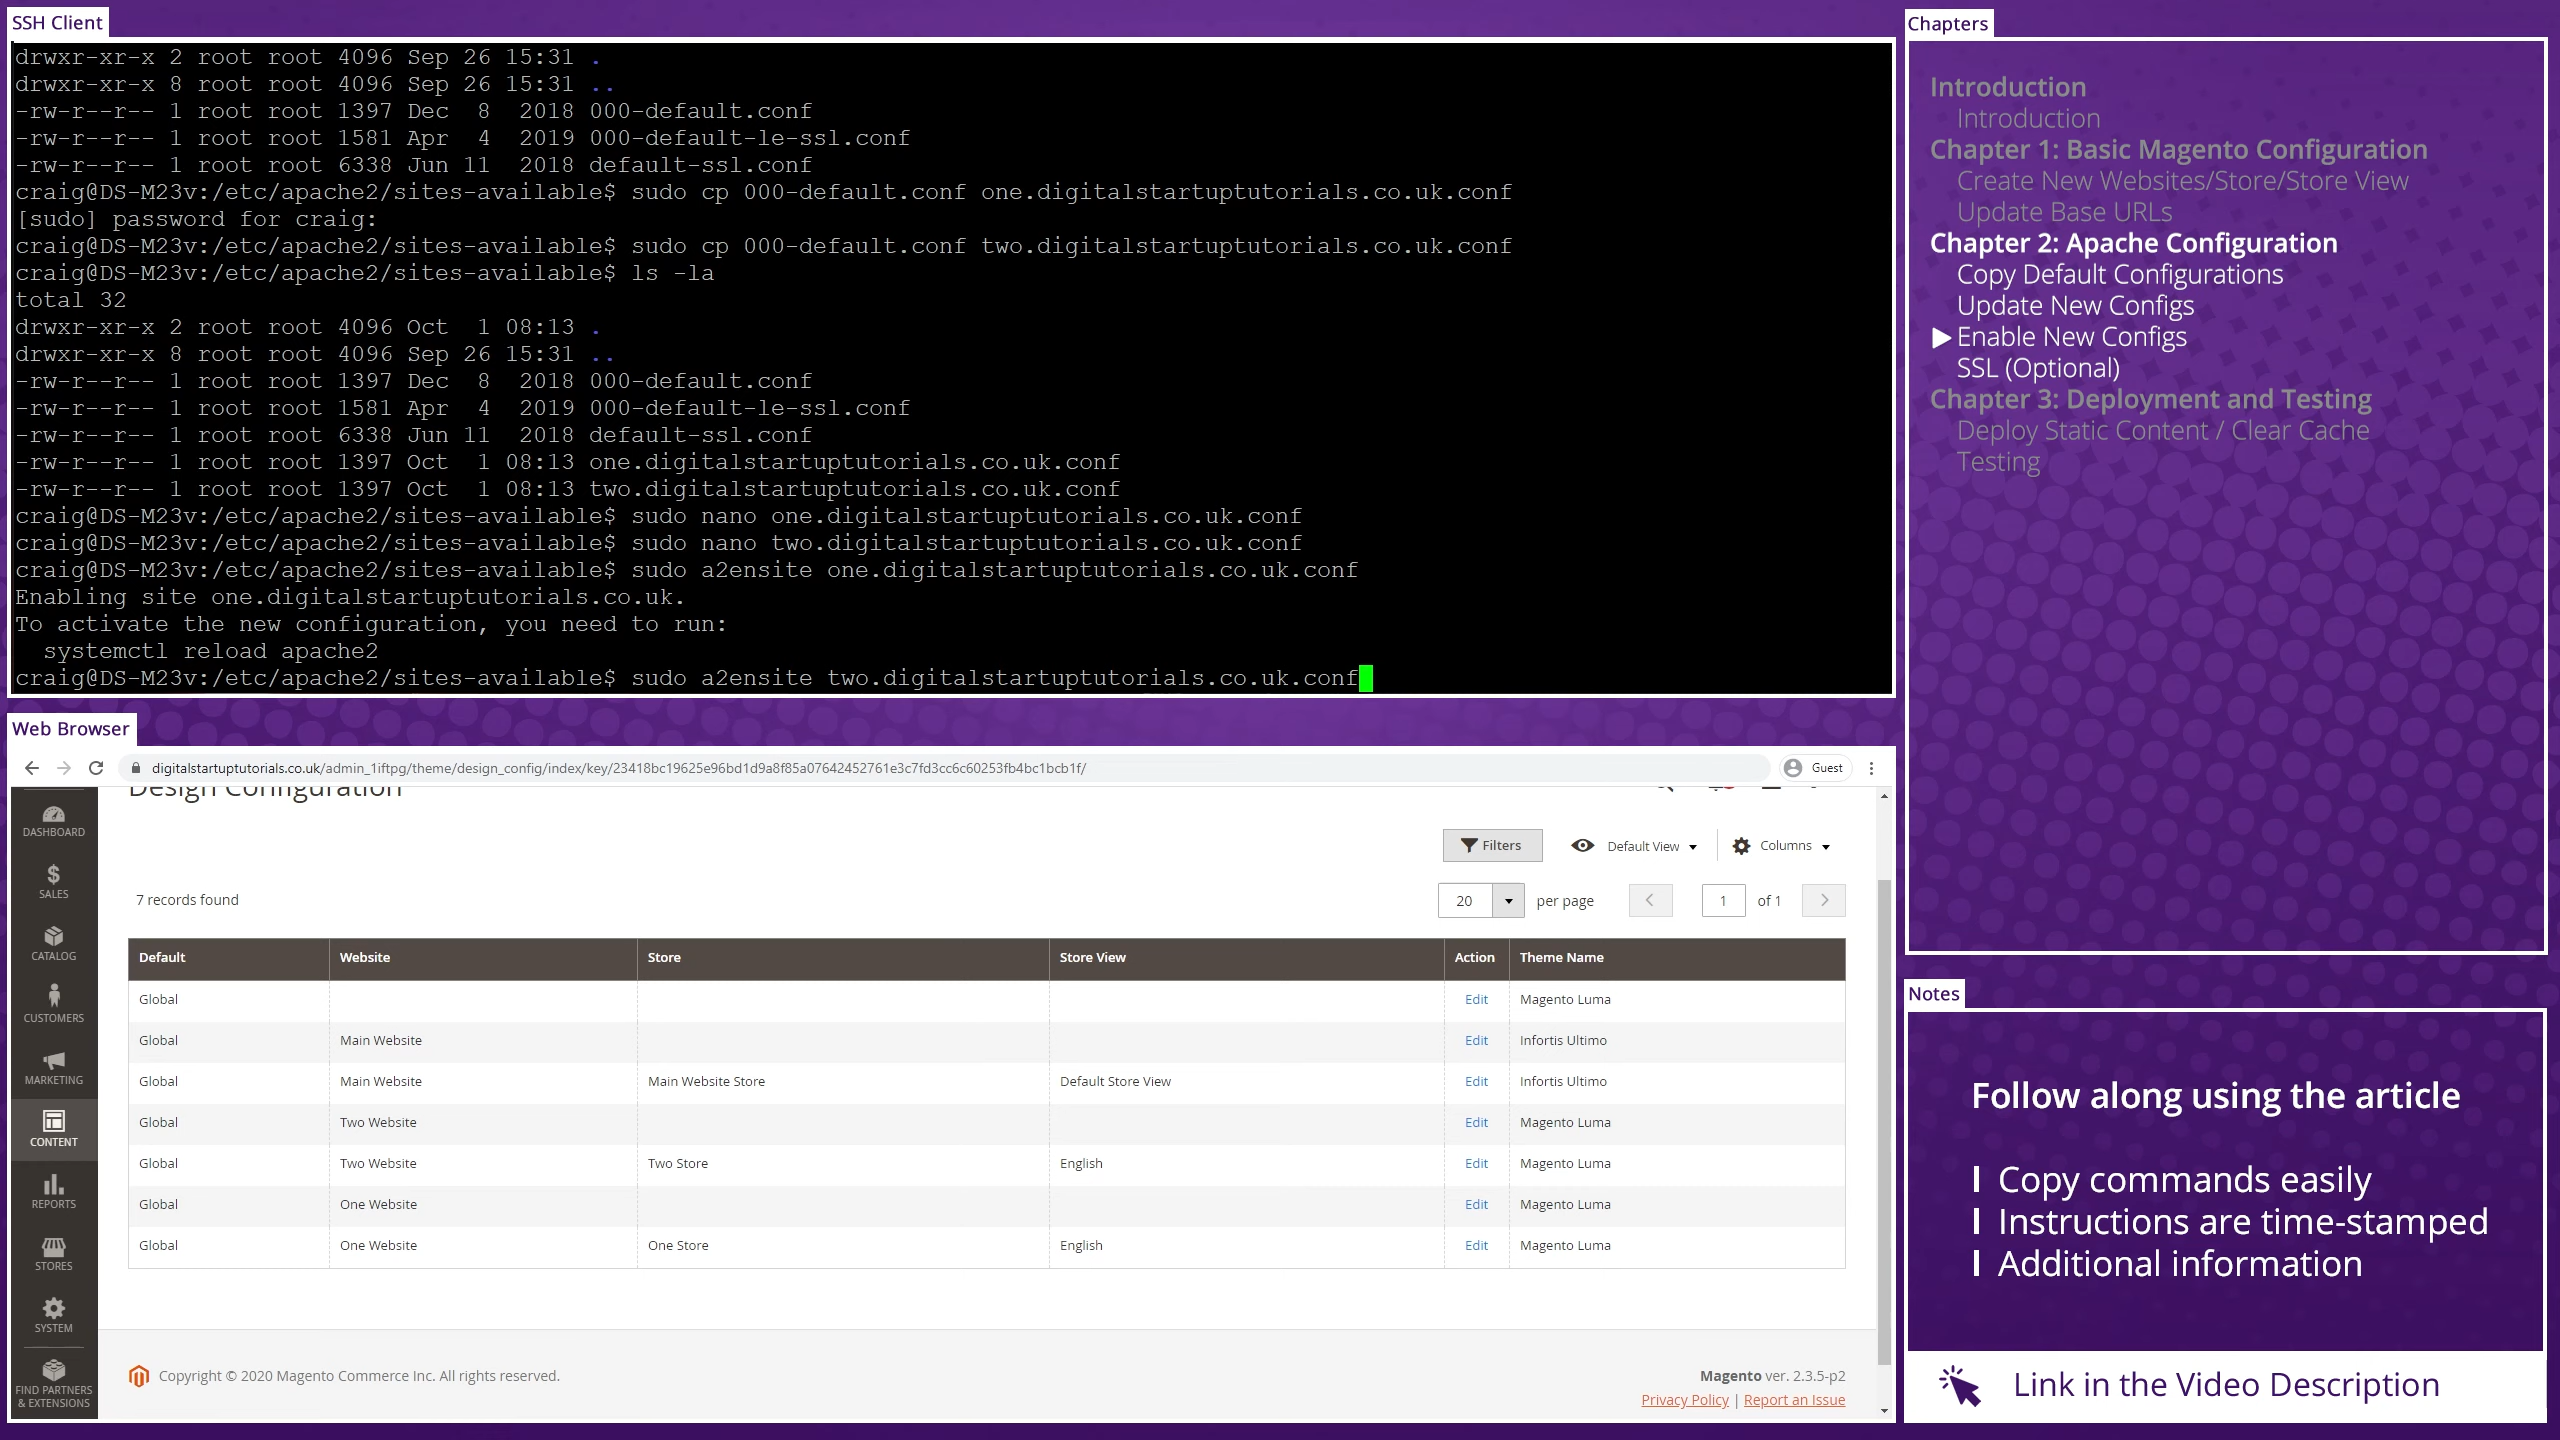 SSH Client
drwxr-xr-x 2 root root 4096 Sep 26 15:31 .
drwxr-xr-x 8 root root 4096 Sep 26 15:31 ..
-rw-r--r-- 1 root root 1397 Dec  8  2018 000-default.conf
-rw-r--r-- 1 root root 1581 Apr  4  2019 000-default-le-ssl.conf
-rw-r--r-- 1 root root 6338 Jun 11  2018 default-ssl.conf
craig@DS-M23v:/etc/apache2/sites-available$ sudo cp 000-default.conf one.digitalstartuptutorials.co.uk.conf
[sudo] password for craig:
craig@DS-M23v:/etc/apache2/sites-available$ sudo cp 000-default.conf two.digitalstartuptutorials.co.uk.conf
craig@DS-M23v:/etc/apache2/sites-available$ ls -la
total 32
drwxr-xr-x 2 root root 4096 Oct  1 08:13 .
drwxr-xr-x 8 root root 4096 Sep 26 15:31 ..
-rw-r--r-- 1 root root 1397 Dec  8  2018 000-default.conf
-rw-r--r-- 1 root root 1581 Apr  4  2019 000-default-le-ssl.conf
-rw-r--r-- 1 root root 6338 Jun 11  2018 default-ssl.conf
-rw-r--r-- 1 root root 1397 Oct  1 08:13 one.digitalstartuptutorials.co.uk.conf
-rw-r--r-- 1 root root 1397 Oct  1 08:13 two.digitalstartuptutorials.co.uk.conf
craig@DS-M23v:/etc/apache2/sites-available$ sudo nano one.digitalstartuptutorials.co.uk.conf
craig@DS-M23v:/etc/apache2/sites-available$ sudo nano two.digitalstartuptutorials.co.uk.conf
craig@DS-M23v:/etc/apache2/sites-available$ sudo a2ensite one.digitalstartuptutorials.co.uk.conf
Enabling site one.digitalstartuptutorials.co.uk.
To activate the new configuration, you need to run:
  systemctl reload apache2
craig@DS-M23v:/etc/apache2/sites-available$ sudo a2ensite two.digitalstartuptutorials.co.uk.conf
Web Browser
digitalstartuptutorials.co.uk/admin_1iftpg/theme/design_config/index/key/23418bc19625e96bd1d9a8f85a07642452761e3c7fd3cc6c60253fb4bc1bcb1f/
Guest
DASHBOARD
SALES
CATALOG
CUSTOMERS
MARKETING
CONTENT
REPORTS
STORES
SYSTEM
FIND PARTNERS
& EXTENSIONS
Design Configuration
Filters Default View Columns
7 records found 20 per page 1 of 1
Default Website Store Store View Action Theme Name
Global Edit Magento Luma
Global Main Website Edit Infortis Ultimo
Global Main Website Main Website Store Default Store View Edit Infortis Ultimo
Global Two Website Edit Magento Luma
Global Two Website Two Store English Edit Magento Luma
Global One Website Edit Magento Luma
Global One Website One Store English Edit Magento Luma
Copyright © 2020 Magento Commerce Inc. All rights reserved.
Magento ver. 2.3.5-p2
Privacy Policy | Report an Issue
Chapters
Introduction
Introduction
Chapter 1: Basic Magento Configuration
Create New Websites/Store/Store View
Update Base URLs
Chapter 2: Apache Configuration
Copy Default Configurations
Update New Configs
Enable New Configs
SSL (Optional)
Chapter 3: Deployment and Testing
Deploy Static Content / Clear Cache
Testing
Notes
Follow along using the article
Copy commands easily
Instructions are time-stamped
Additional information
Link in the Video Description